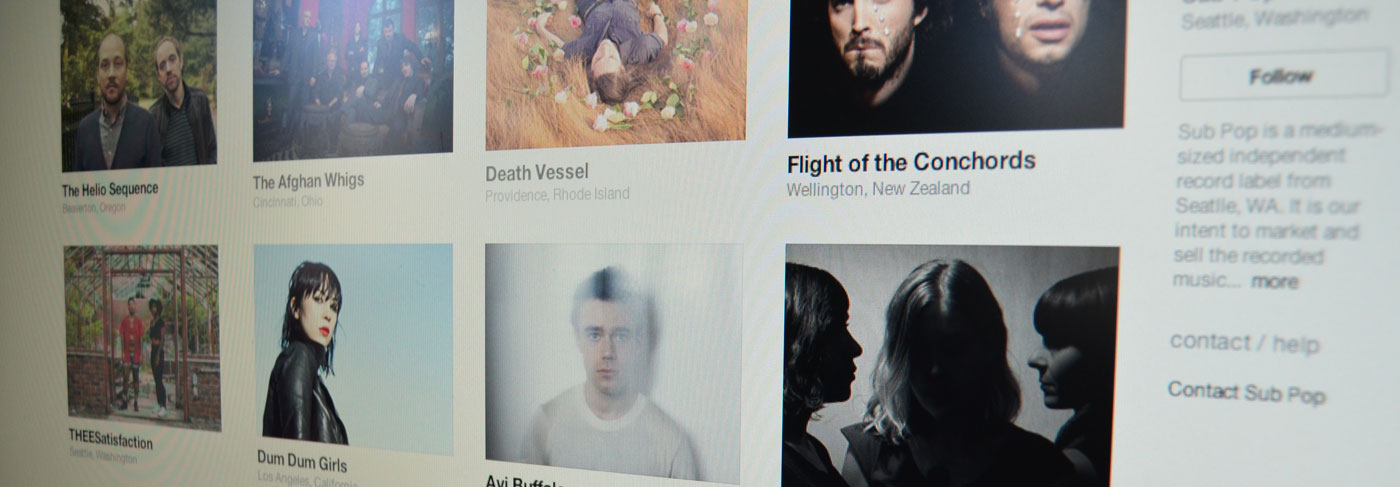 The Helio Sequence
Beaverton, Oregon
The Afghan Whigs
Cincinnati, Ohio
Death Vessel
Providence, Rhode Island
Flight of the Conchords
Wellington, New Zealand
THEESatisfaction
Seattle, Washington
Dum Dum Girls
Los Angeles, California
Avi Buffalo
Seattle, Washington
Follow
Sub Pop is a medium-
sized independent
record label from
Seattle, WA. It is our
intent to market and
sell the recorded
music... more
contact / help
Contact Sub Pop